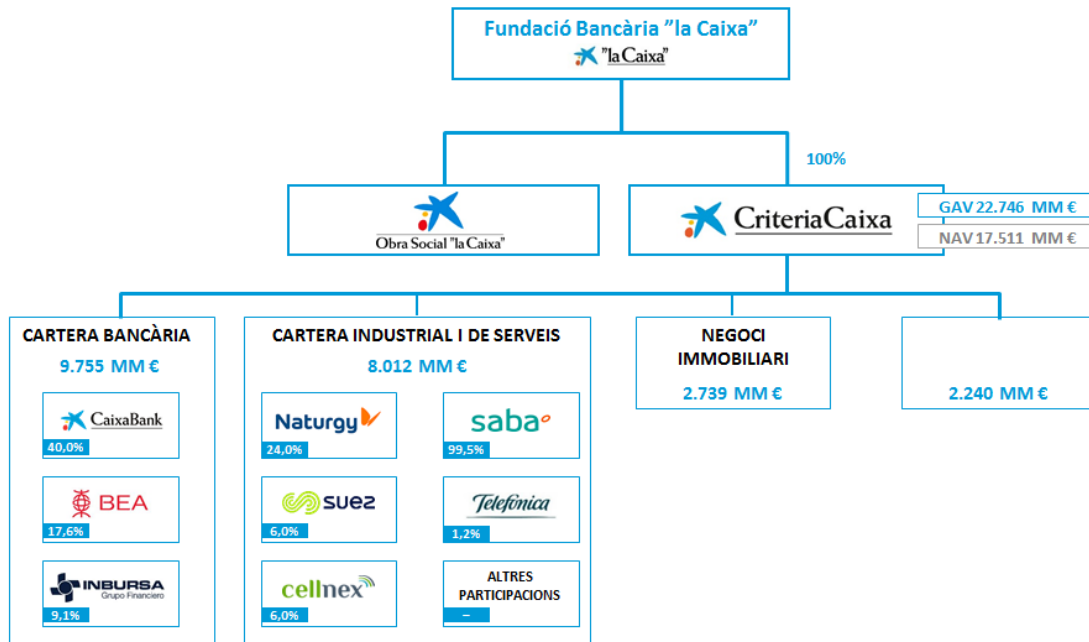 Fundació Bancària ”la Caixa”
”la Caixa”
100%
Obra Social ”la Caixa”
CriteriaCaixa
GAV 22.746 MM €
NAV 17.511 MM €
CARTERA BANCÀRIA
9.755 MM €
CaixaBank
40,0%
BEA
17,6%
INBURSA
Grupo Financiero
9,1%
CARTERA INDUSTRIAL I DE SERVEIS
8.012 MM €
Naturgy
24,0%
saba
99,5%
suez
6,0%
Telefónica
1,2%
cellnex
6,0%
ALTRES
PARTICIPACIONS
–
NEGOCI
IMMOBILIARI
2.739 MM €
2.240 MM €